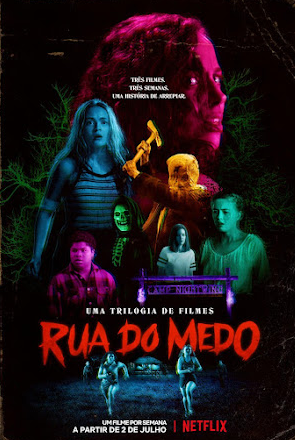 TRÊS FILMES.
TRÊS SEMANAS.
UMA HISTÓRIA DE ARREPIAR.
CAMP NIGHTWING
UMA TRILOGIA DE FILMES
RUA DO MEDO
UM FILME POR SEMANA
A PARTIR DE 2 DE JULHO
NETFLIX